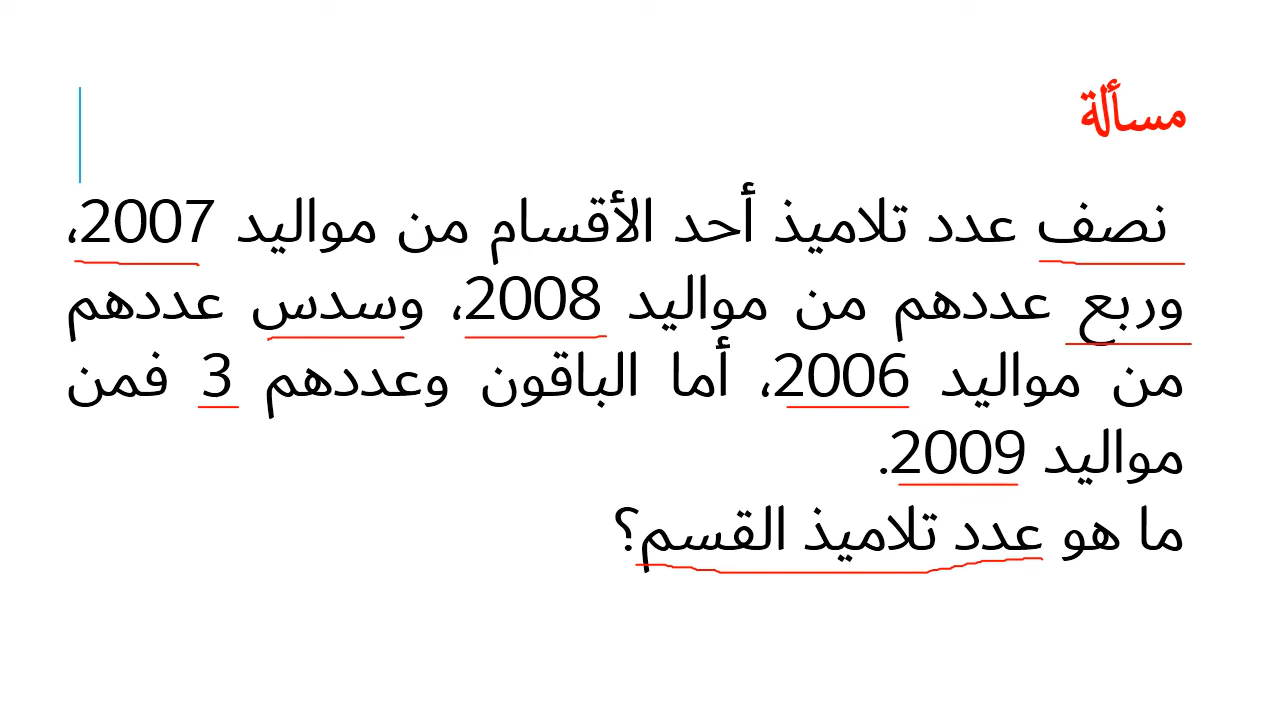 مسألة
نصف عدد تلاميذ أحد الأقسام من مواليد 2007،
وربع عددهم من مواليد 2008، وسدس عددهم
من مواليد 2006، أما الباقون وعددهم 3 فمن
مواليد 2009.
ما هو عدد تلاميذ القسم؟